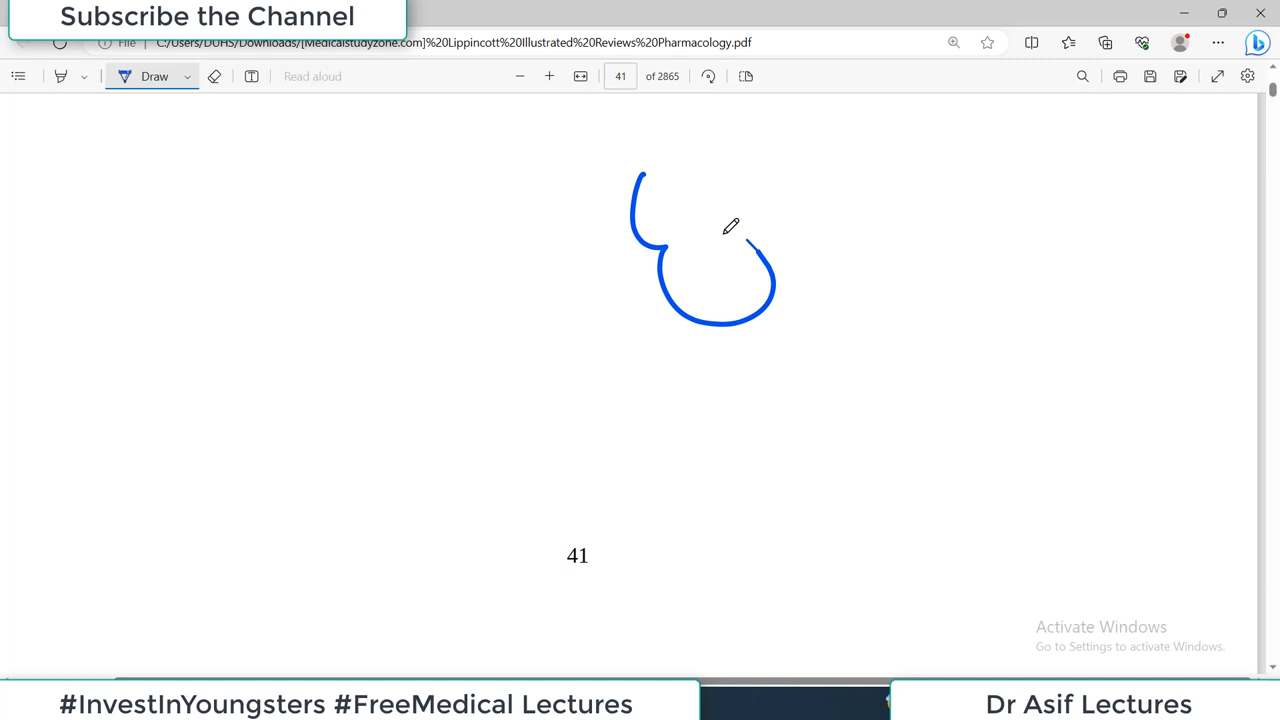 Subscribe the Channel
File C:/Users/DUHS/Downloads/[Medicalstudyzone.com]%20Lippincott%20Illustrated%20Reviews%20Pharmacology.pdf
Draw Read aloud 41 of 2865
41
Activate Windows
Go to Settings to activate Windows.
#InvestInYoungsters #FreeMedical Lectures
Dr Asif Lectures